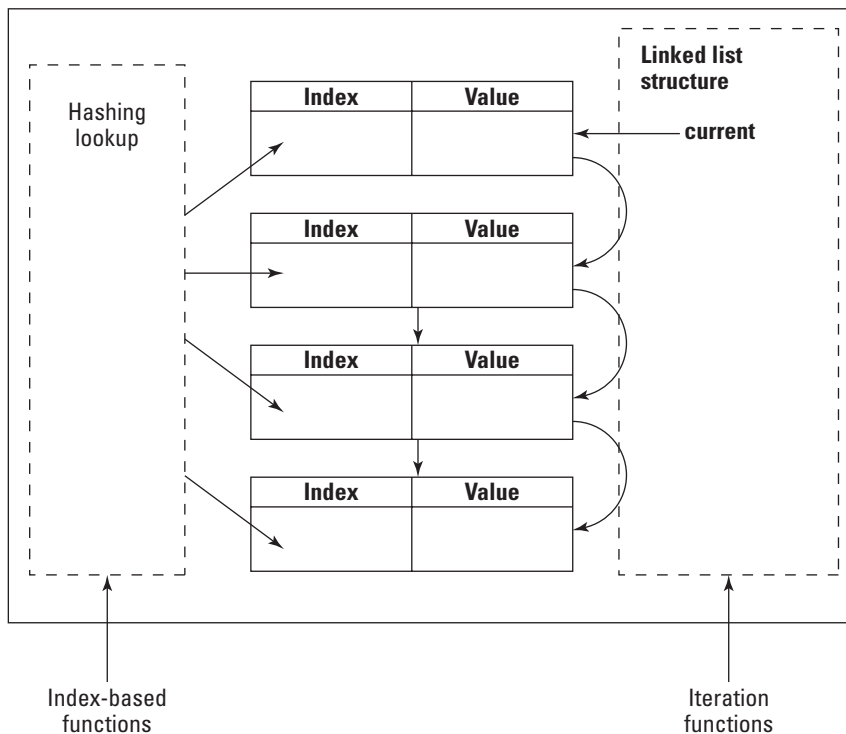 Linked list
structure
Hashing
lookup
Index Value
current
Index Value
Index Value
Index Value
Index-based
functions
Iteration
functions